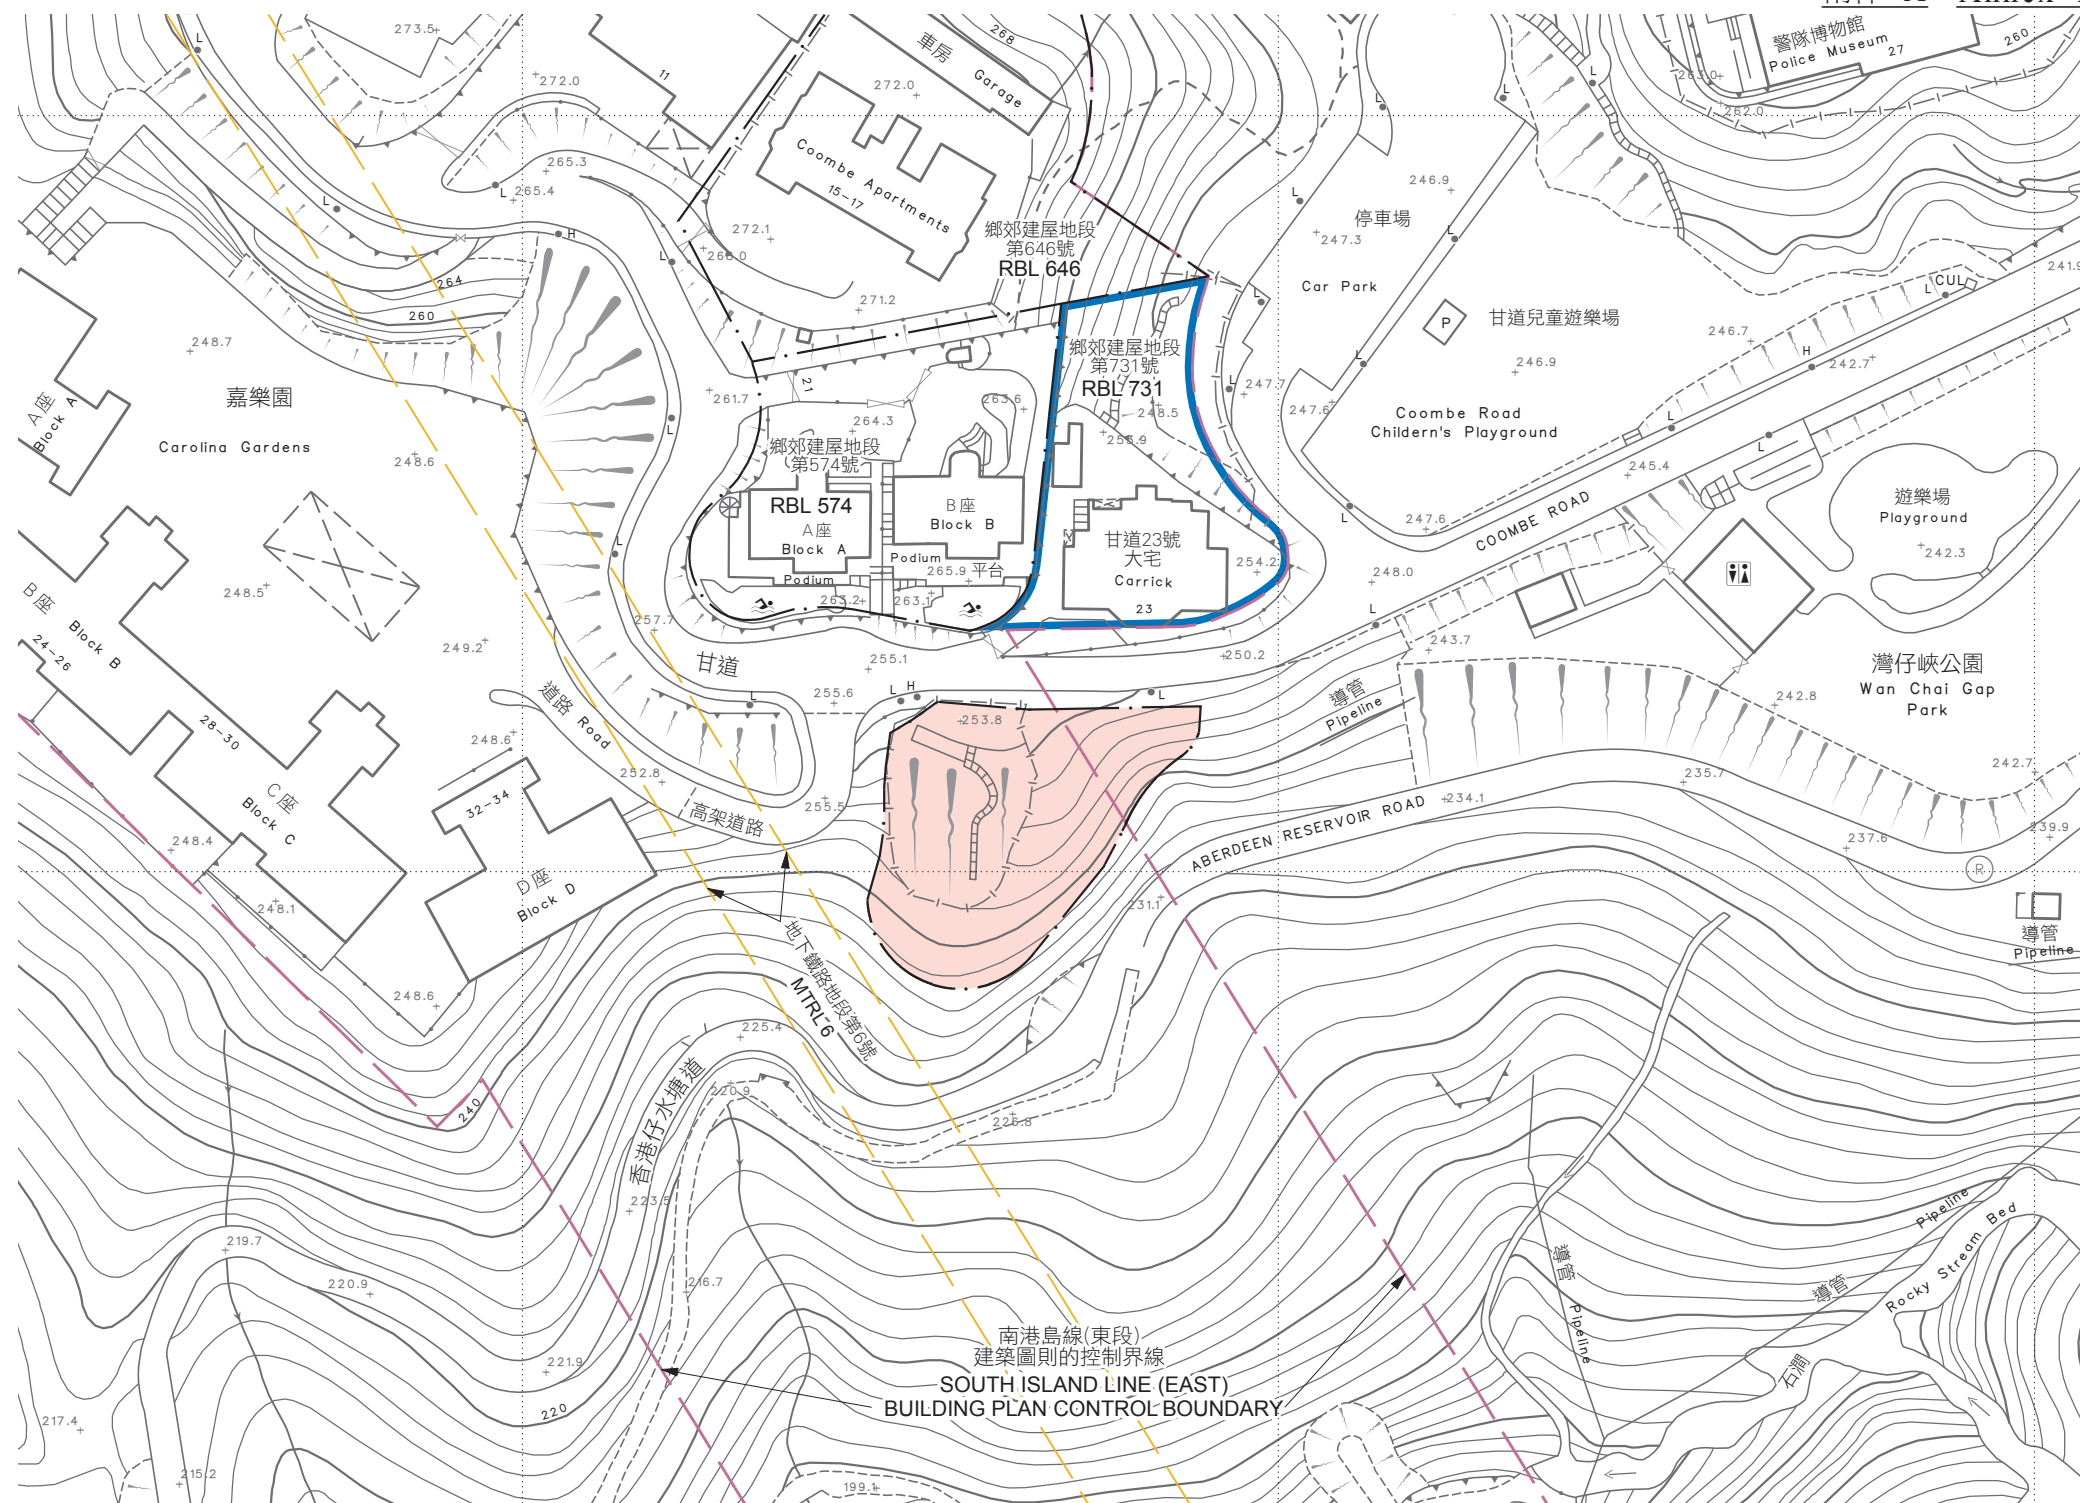 273.5
272.0
11
車房
Garage
268
272.0
警隊博物館
Police Museum
27
260
263.0
262.0
265.3
265.4
Coombe Apartments
15-17
272.1
266.0
271.2
246.9
停車場
247.3
Car Park
鄉郊建屋地段
第646號
RBL 646
241.9
CUL
L
H
264
260
248.7
嘉樂園
Carolina Gardens
248.6
A座
Block A
21
261.7
264.3
263.6
鄉郊建屋地段
第731號
RBL 731
248.5
253.9
247.7
247.6
P
甘道兒童遊樂場
246.9
Coombe Road
Childern's Playground
246.7
H
242.7
245.4
鄉郊建屋地段
第574號
RBL 574
A座
Block A
B座
Block B
Podium
Podium
265.9
平台
263.2
263.1
甘道23號
大宅
Carrick
23
254.2
247.6
COOMBE ROAD
248.0
遊樂場
Playground
242.3
248.5
B座
Block B
24-26
249.2
257.7
甘道
255.1
255.6
L
H
250.2
243.7
灣仔峽公園
Wan Chai Gap
Park
242.8
導管
Pipeline
道路
Road
28-30
248.6
252.8
253.8
255.5
高架道路
32-34
C座
Block C
D座
Block D
248.4
248.1
248.6
ABERDEEN RESERVOIR ROAD
234.1
235.7
242.7
237.6
239.9
R
231.1
導管
Pipeline
地下鐵路地段第6號
MTRL 6
225.4
220.9
226.8
香港仔水塘道
223.5
240
219.7
220.9
216.7
221.9
220
217.4
215.2
199.1
南港島線(東段)
建築圖則的控制界線
SOUTH ISLAND LINE (EAST)
BUILDING PLAN CONTROL BOUNDARY
導管
Pipeline
導管
Pipeline
Rocky Stream Bed
石澗